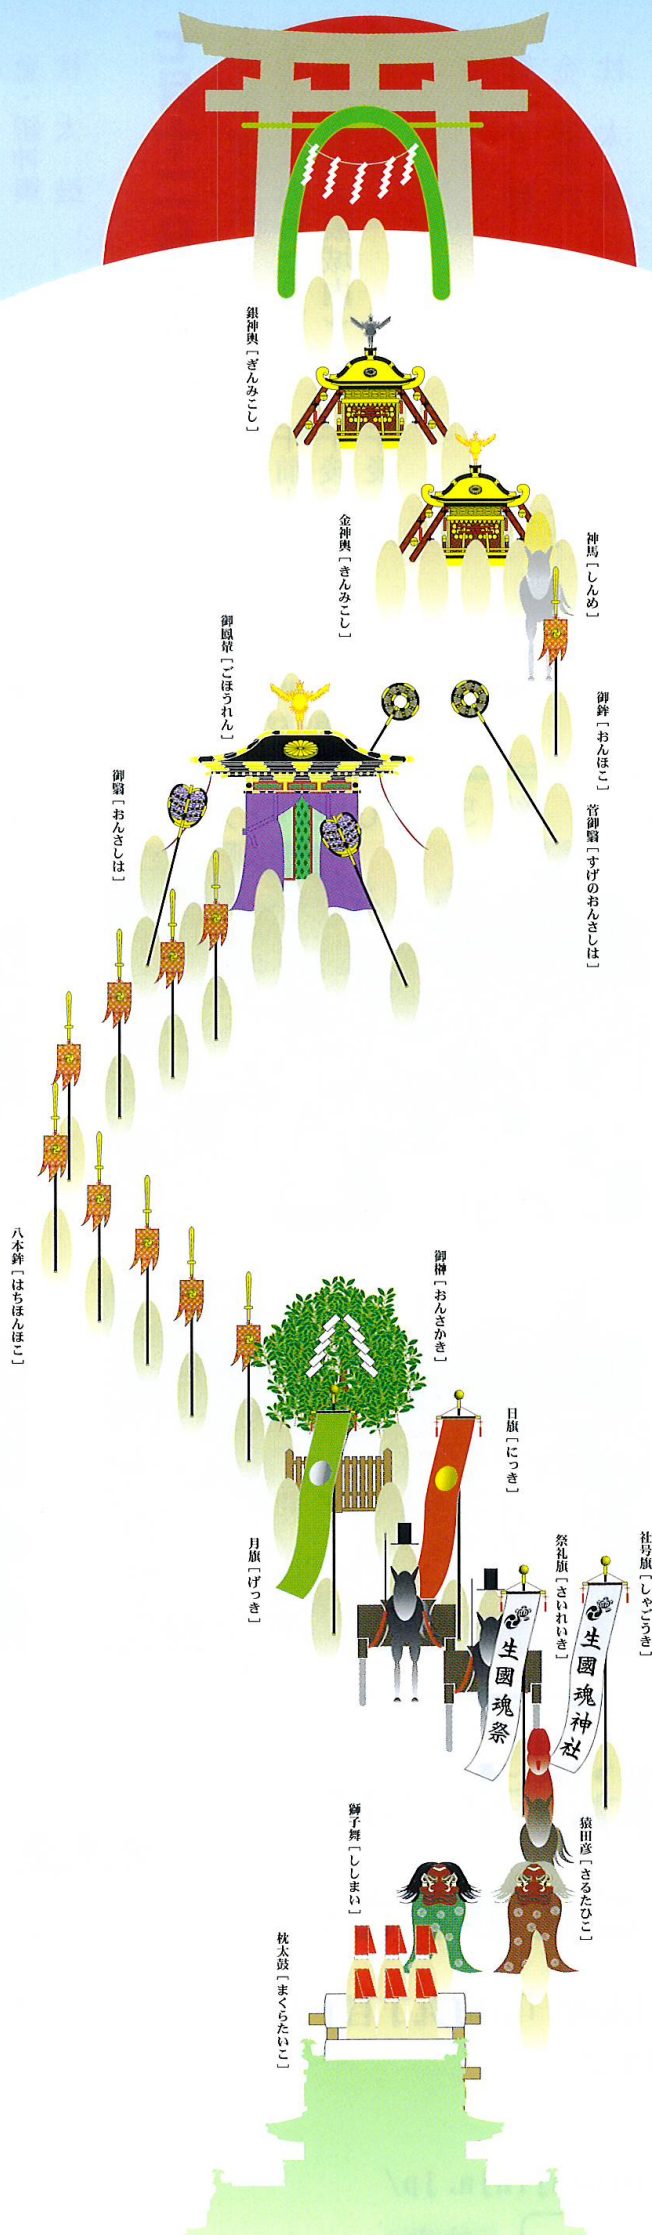 銀神輿［ぎんみこし］
金神輿［きんみこし］
神馬［しんめ］
御鳳輦［ごほうれん］
御鉾［おんほこ］
御翳［おんさしは］
菅御翳［すげのおんさしは］
八本鉾［はちほんほこ］
御榊［おんさかき］
日旗［にっき］
月旗［げっき］
祭礼旗［さいれいき］
社号旗［しゃごうき］
生國魂祭
生國魂神社
猿田彦［さるたひこ］
獅子舞［ししまい］
枕太鼓［まくらたいこ］